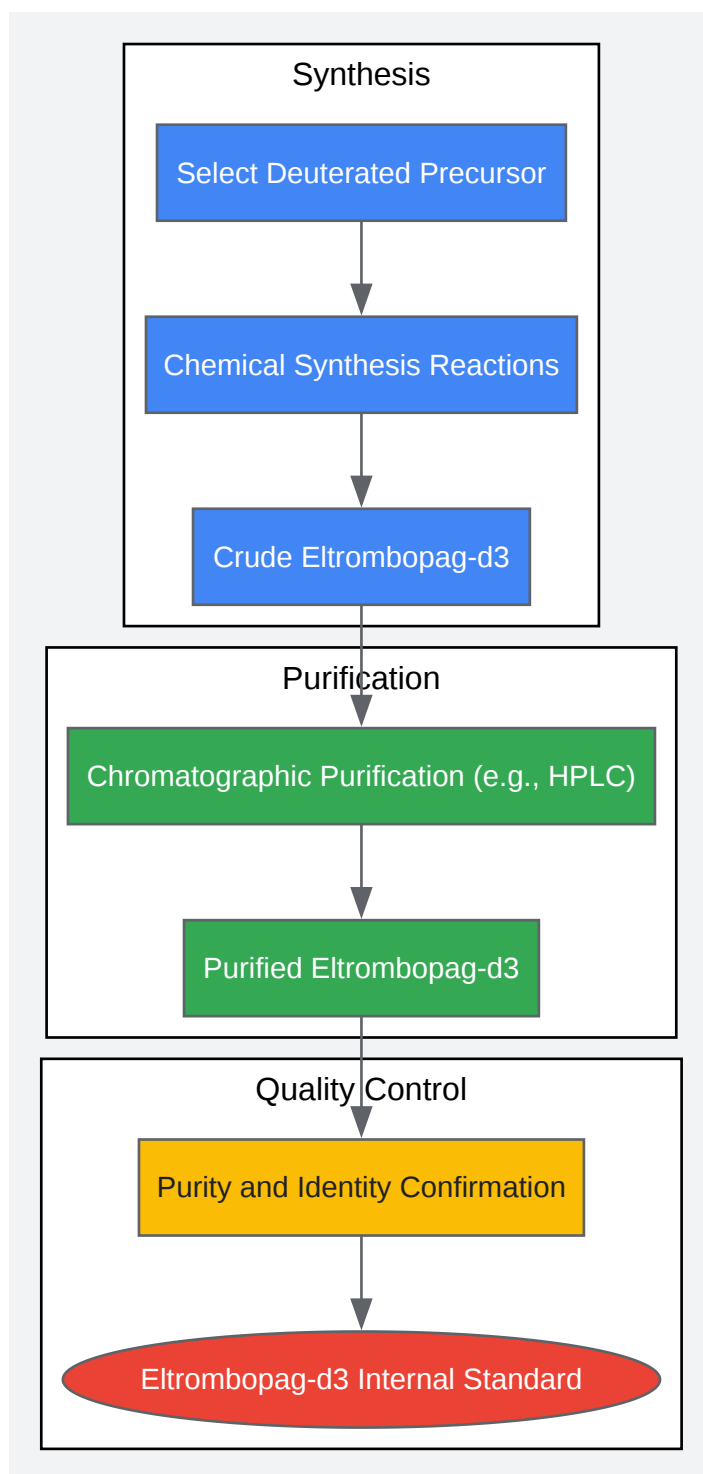 Synthesis
Select Deuterated Precursor
Chemical Synthesis Reactions
Crude Eltrombopag-d3
Purification
Chromatographic Purification (e.g., HPLC)
Purified Eltrombopag-d3
Quality Control
Purity and Identity Confirmation
Eltrombopag-d3 Internal Standard